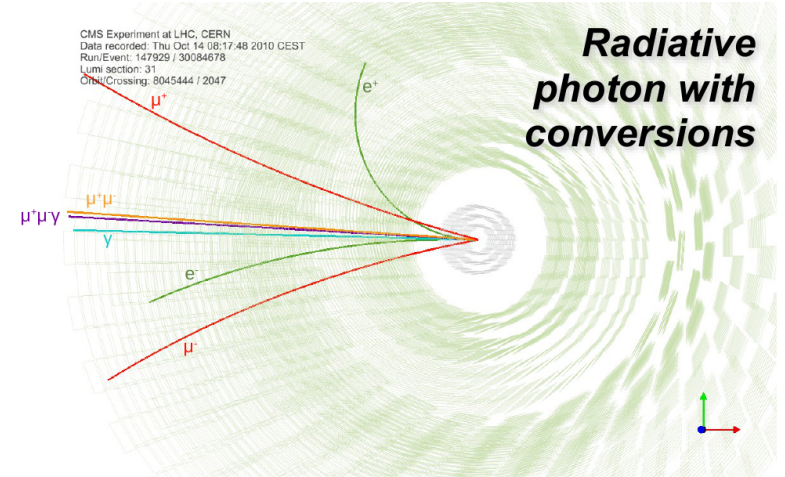 CMS Experiment at LHC, CERN
Data recorded: Thu Oct 14 08:17:48 2010 CEST
Run/Event: 147929 / 30084678
Lumi section: 31
Orbit/Crossing: 8045444 / 2047
Radiative
photon with
conversions
μ⁺
e⁺
μ⁺μ⁻
μ⁺μ⁻γ
γ
e⁻
μ⁻